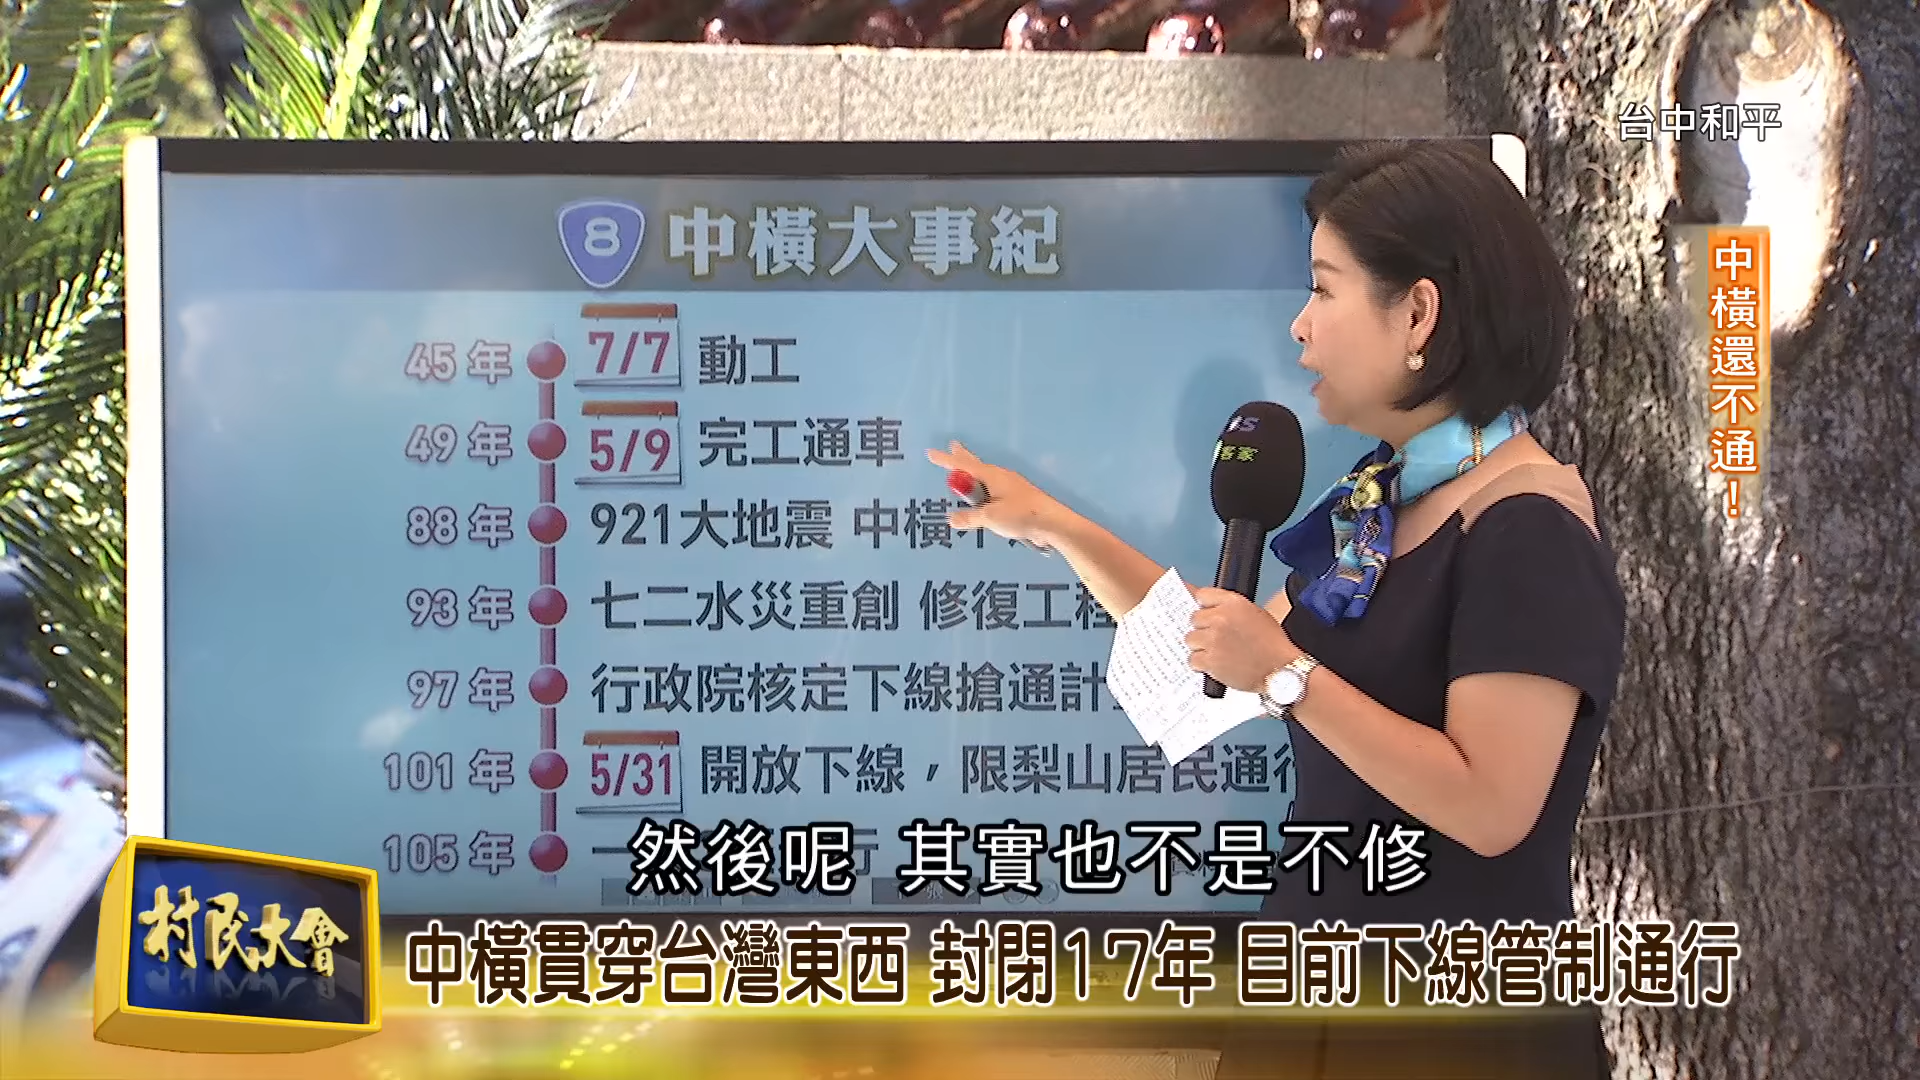 台中和平
中橫還不通！
8 中橫大事紀
45年 7/7 動工
49年 5/9 完工通車
88年 921大地震 中橫不
93年 七二水災重創 修復工程
97年 行政院核定下線搶通計
101年 5/31 開放下線，限梨山居民通行
105年 一 行
客家
然後呢 其實也不是不修
村民大會
中橫貫穿台灣東西 封閉17年 目前下線管制通行